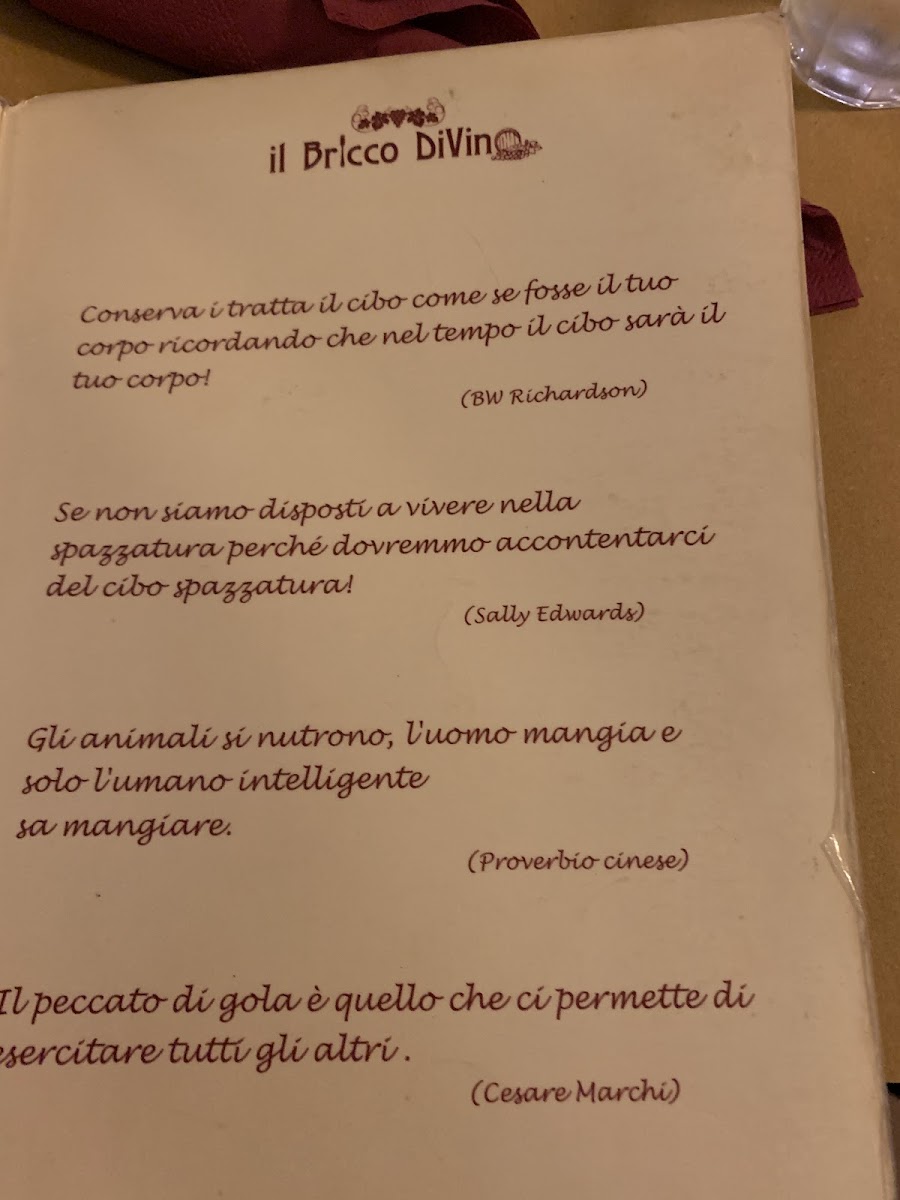 il BrIcco DiVino
Conserva i tratta il cibo come se fosse il tuo
corpo ricordando che nel tempo il cibo sarà il
tuo corpo!
(BW Richardson)
Se non siamo disposti a vivere nella
spazzatura perché dovremmo accontentarci
del cibo spazzatura!
(Sally Edwards)
Gli animali si nutrono, l'uomo mangia e
solo l'umano intelligente
sa mangiare.
(Proverbio cinese)
Il peccato di gola è quello che ci permette di
esercitare tutti gli altri .
(Cesare Marchi)